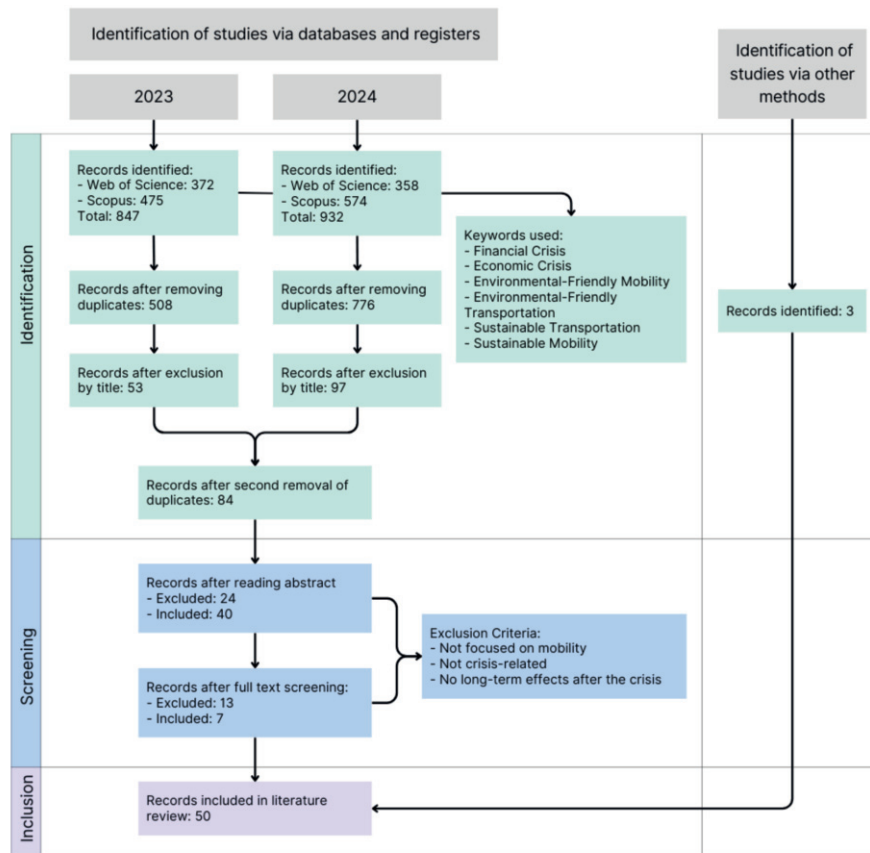 Identification of studies via databases and registers
Identification of
studies via other
methods
2023
2024
Identification
Records identified:
- Web of Science: 372
- Scopus: 475
Total: 847
Records identified:
- Web of Science: 358
- Scopus: 574
Total: 932
Keywords used:
- Financial Crisis
- Economic Crisis
- Environmental-Friendly Mobility
- Environmental-Friendly
Transportation
- Sustainable Transportation
- Sustainable Mobility
Records after removing
duplicates: 508
Records after removing
duplicates: 776
Records identified: 3
Records after exclusion
by title: 53
Records after exclusion
by title: 97
Records after second removal of
duplicates: 84
Screening
Records after reading abstract
- Excluded: 24
- Included: 40
Exclusion Criteria:
- Not focused on mobility
- Not crisis-related
- No long-term effects after the crisis
Records after full text screening:
- Excluded: 13
- Included: 7
Inclusion
Records included in literature
review: 50